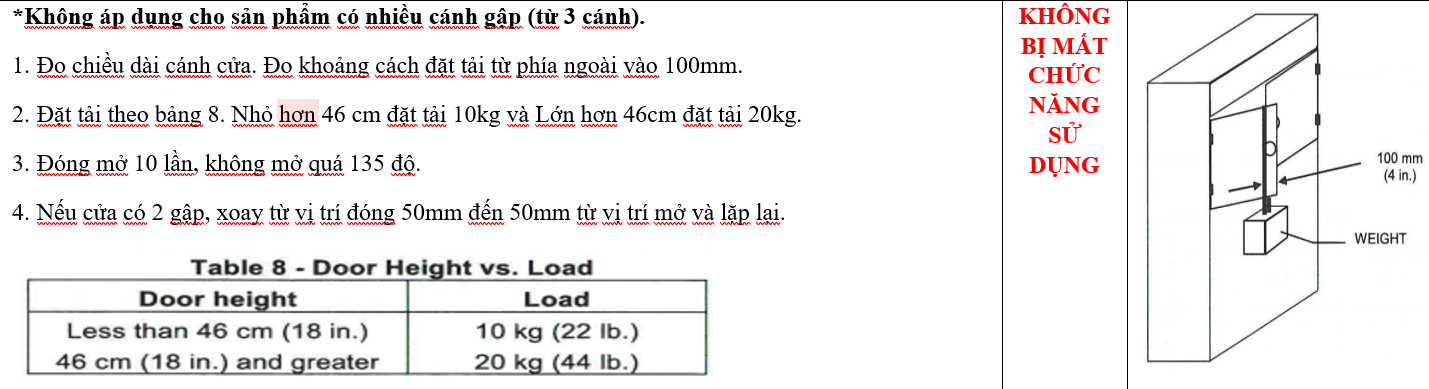 *Không áp dụng cho sản phẩm có nhiều cánh gập (từ 3 cánh).
1. Đo chiều dài cánh cửa. Đo khoảng cách đặt tải từ phía ngoài vào 100mm.
2. Đặt tải theo bảng 8. Nhỏ hơn 46 cm đặt tải 10kg và Lớn hơn 46cm đặt tải 20kg.
3. Đóng mở 10 lần, không mở quá 135 độ.
4. Nếu cửa có 2 gập, xoay từ vị trí đóng 50mm đến 50mm từ vị trí mở và lặp lại.
Table 8 - Door Height vs. Load
Door height Load
Less than 46 cm (18 in.) 10 kg (22 lb.)
46 cm (18 in.) and greater 20 kg (44 lb.)
KHÔNG
BỊ MẤT
CHỨC
NĂNG
SỬ
DỤNG
100 mm
(4 in.)
WEIGHT